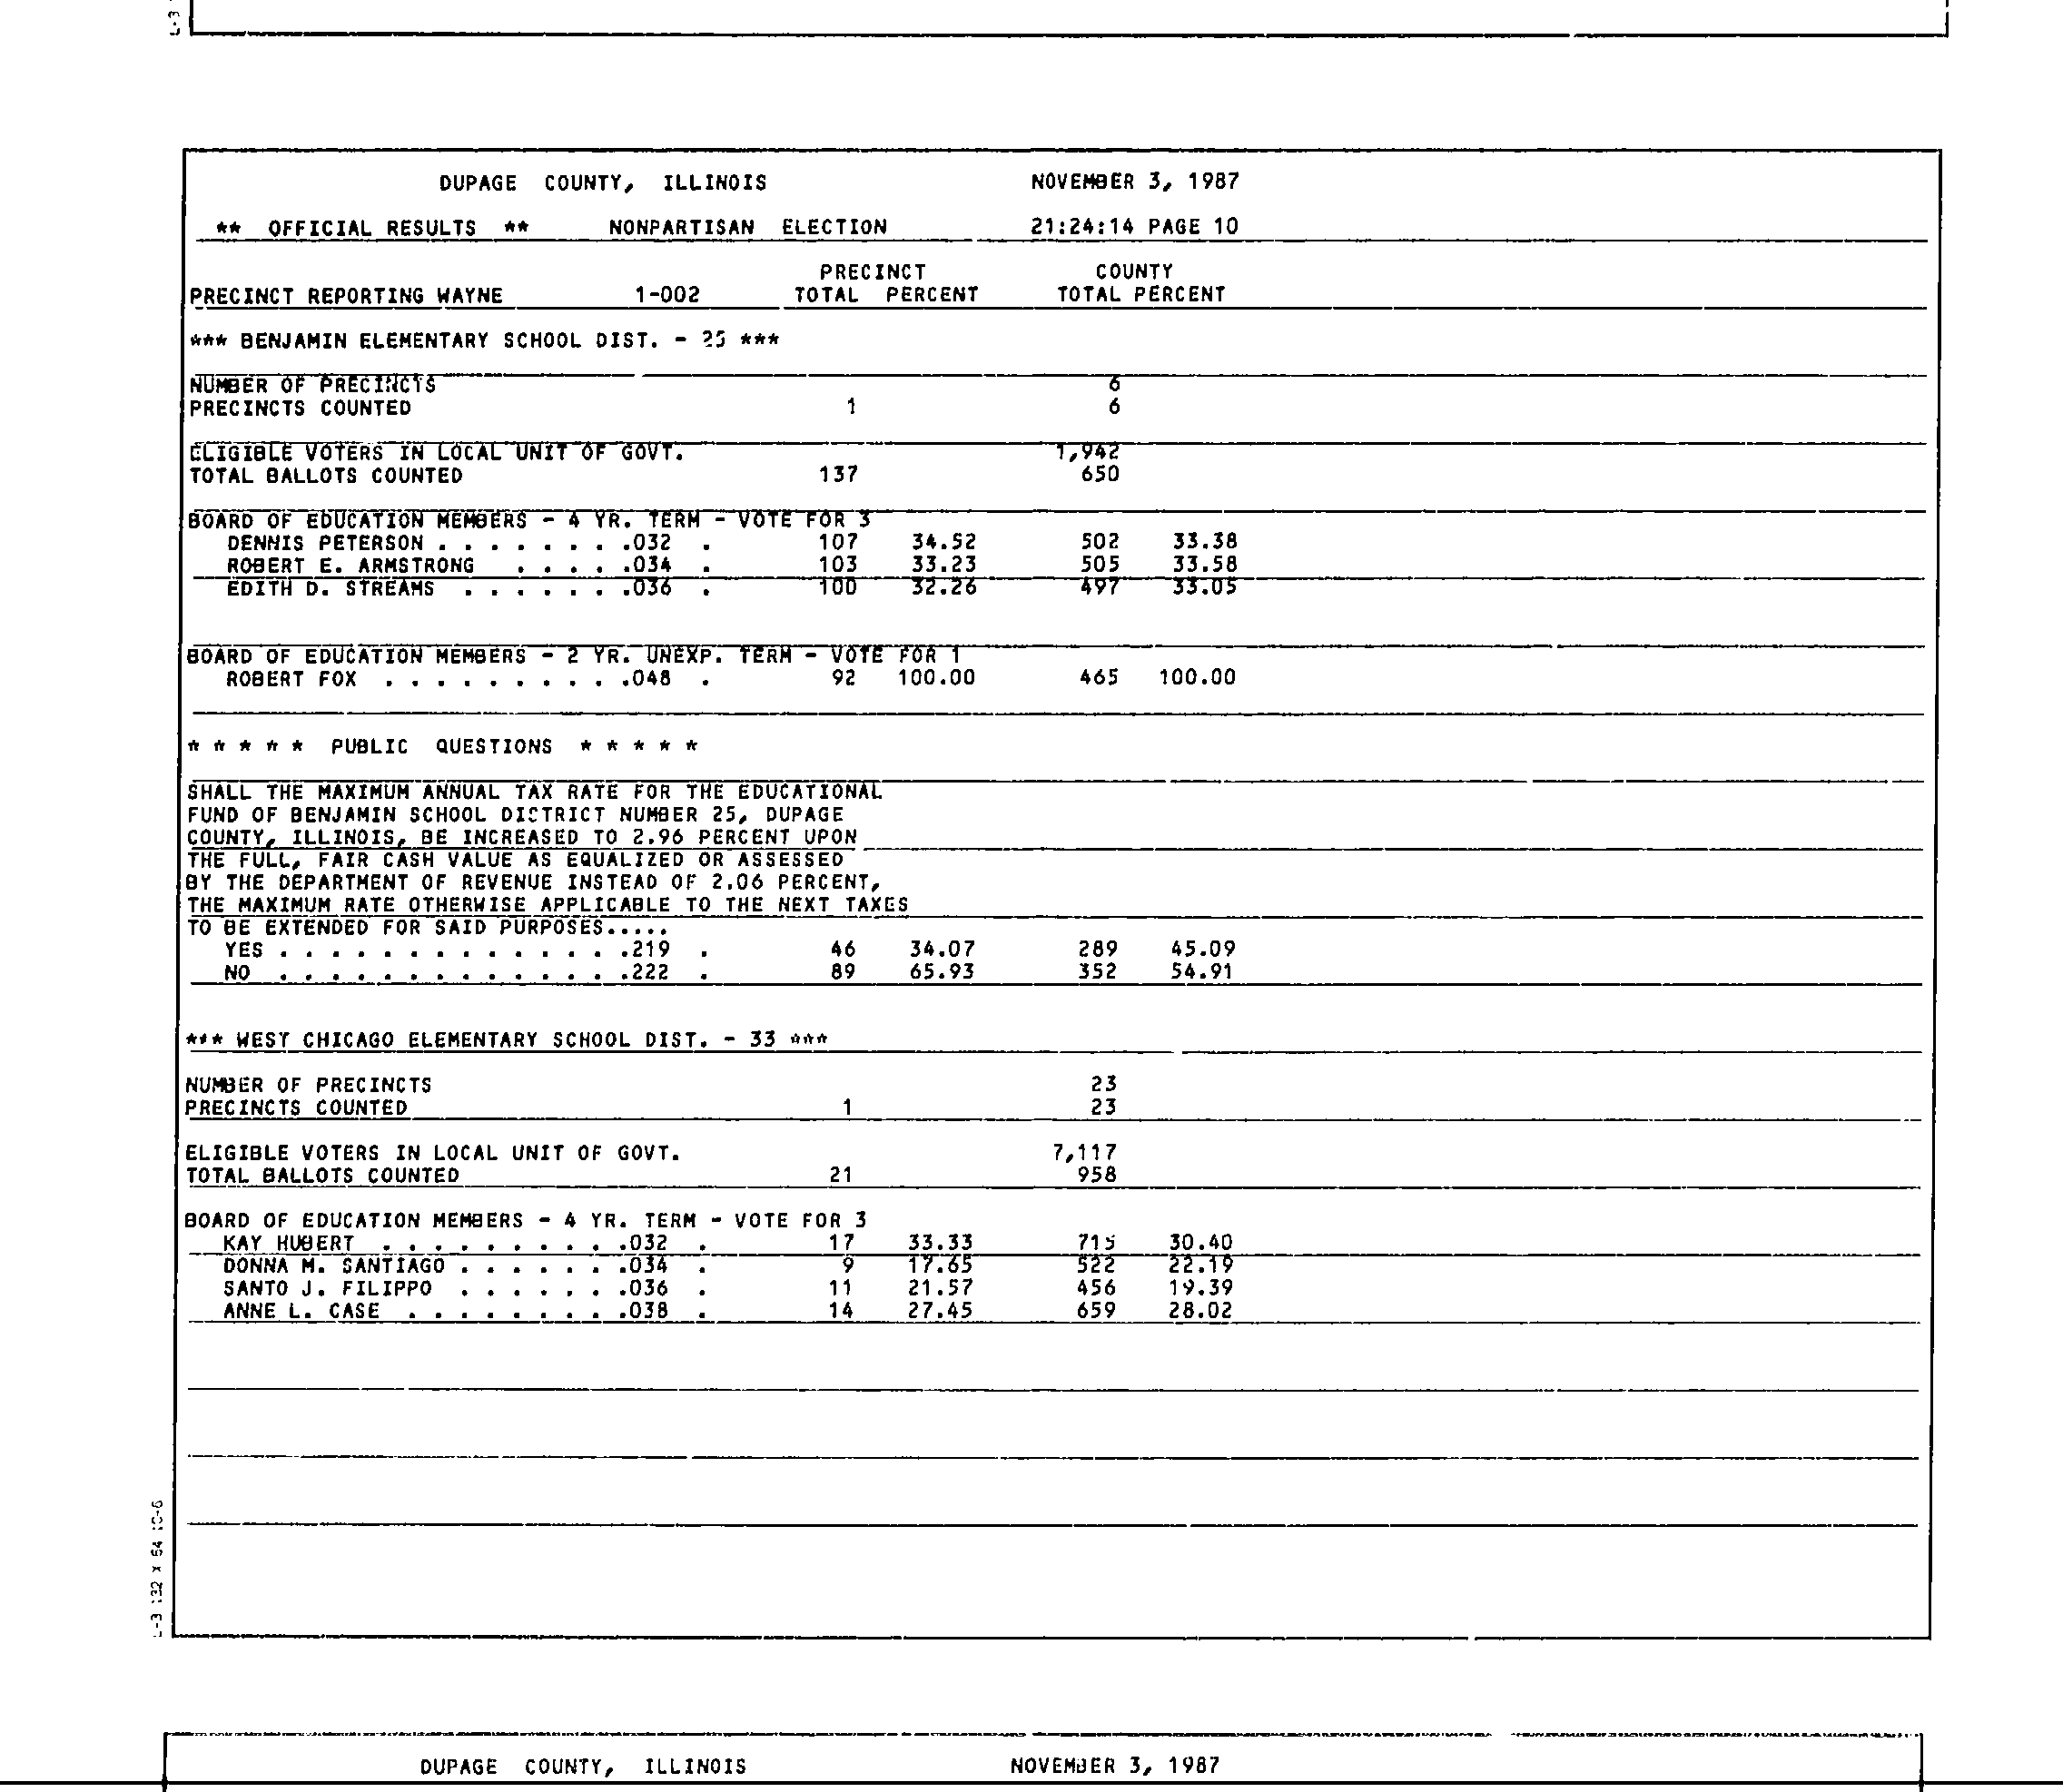 DUPAGE COUNTY, ILLINOIS NOVEMBER 3, 1987
** OFFICIAL RESULTS ** NONPARTISAN ELECTION 21:24:14 PAGE 10
PRECINCT COUNTY
PRECINCT REPORTING WAYNE 1-002 TOTAL PERCENT TOTAL PERCENT
*** BENJAMIN ELEMENTARY SCHOOL DIST. - 25 ***
NUMBER OF PRECINCTS 6
PRECINCTS COUNTED 1 6
ELIGIBLE VOTERS IN LOCAL UNIT OF GOVT. 1,942
TOTAL BALLOTS COUNTED 137 650
BOARD OF EDUCATION MEMBERS - 4 YR. TERM - VOTE FOR 3
DENNIS PETERSON . . . . . . . .032 . 107 34.52 502 33.38
ROBERT E. ARMSTRONG . . . . .034 . 103 33.23 505 33.58
EDITH D. STREAMS . . . . . . .036 . 100 32.26 497 33.05
BOARD OF EDUCATION MEMBERS - 2 YR. UNEXP. TERM - VOTE FOR 1
ROBERT FOX . . . . . . . . . .048 . 92 100.00 465 100.00
* * * * * PUBLIC QUESTIONS * * * * *
SHALL THE MAXIMUM ANNUAL TAX RATE FOR THE EDUCATIONAL
FUND OF BENJAMIN SCHOOL DISTRICT NUMBER 25, DUPAGE
COUNTY, ILLINOIS, BE INCREASED TO 2.96 PERCENT UPON
THE FULL, FAIR CASH VALUE AS EQUALIZED OR ASSESSED
BY THE DEPARTMENT OF REVENUE INSTEAD OF 2.06 PERCENT,
THE MAXIMUM RATE OTHERWISE APPLICABLE TO THE NEXT TAXES
TO BE EXTENDED FOR SAID PURPOSES.....
YES . . . . . . . . . . . . . .219 . 46 34.07 289 45.09
NO . . . . . . . . . . . . . .222 . 89 65.93 352 54.91
*** WEST CHICAGO ELEMENTARY SCHOOL DIST. - 33 ***
NUMBER OF PRECINCTS 23
PRECINCTS COUNTED 1 23
ELIGIBLE VOTERS IN LOCAL UNIT OF GOVT. 7,117
TOTAL BALLOTS COUNTED 21 958
BOARD OF EDUCATION MEMBERS - 4 YR. TERM - VOTE FOR 3
KAY HUBERT . . . . . . . . . .032 . 17 33.33 715 30.40
DONNA M. SANTIAGO . . . . . . .034 . 9 17.65 522 22.19
SANTO J. FILIPPO . . . . . . .036 . 11 21.57 456 19.39
ANNE L. CASE . . . . . . . . .038 . 14 27.45 659 28.02
132 X 64 10-6
DUPAGE COUNTY, ILLINOIS NOVEMBER 3, 1987